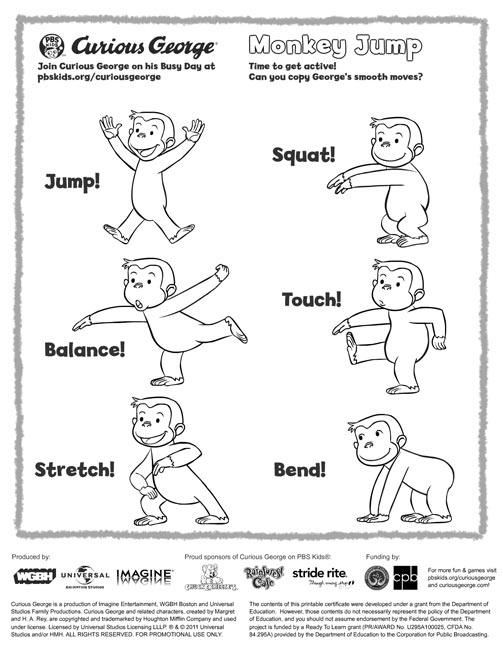 PBS KIDS Curious George®
Monkey Jump
Join Curious George on his Busy Day at
pbskids.org/curiousgeorge
Time to get active!
Can you copy George's smooth moves?
Jump!
Squat!
Balance!
Touch!
Stretch!
Bend!
Produced by:
Proud sponsors of Curious George on PBS Kids®:
Funding by:
WGBH
UNIVERSAL
ANIMATION STUDIOS
IMAGINE
CHUCK E. CHEESE'S
Rainforest Cafe
stride rite.
cpb
For more fun & games visit
pbskids.org/curiousgeorge
and curiousgeorge.com!
Curious George is a production of Imagine Entertainment, WGBH Boston and Universal
Studios Family Productions. Curious George and related characters, created by Margret
and H. A. Rey, are copyrighted and trademarked by Houghton Mifflin Company and used
under license. Licensed by Universal Studios Licensing LLLP. ® & © 2011 Universal
Studios and/or HMH. ALL RIGHTS RESERVED. FOR PROMOTIONAL USE ONLY.
The contents of this printable certificate were developed under a grant from the Department of
Education. However, those contents do not necessarily represent the policy of the Department
of Education, and you should not assume endorsement by the Federal Government. The
project is funded by a Ready To Learn grant (PR/AWARD No. U295A100025, CFDA No.
84.295A) provided by the Department of Education to the Corporation for Public Broadcasting.